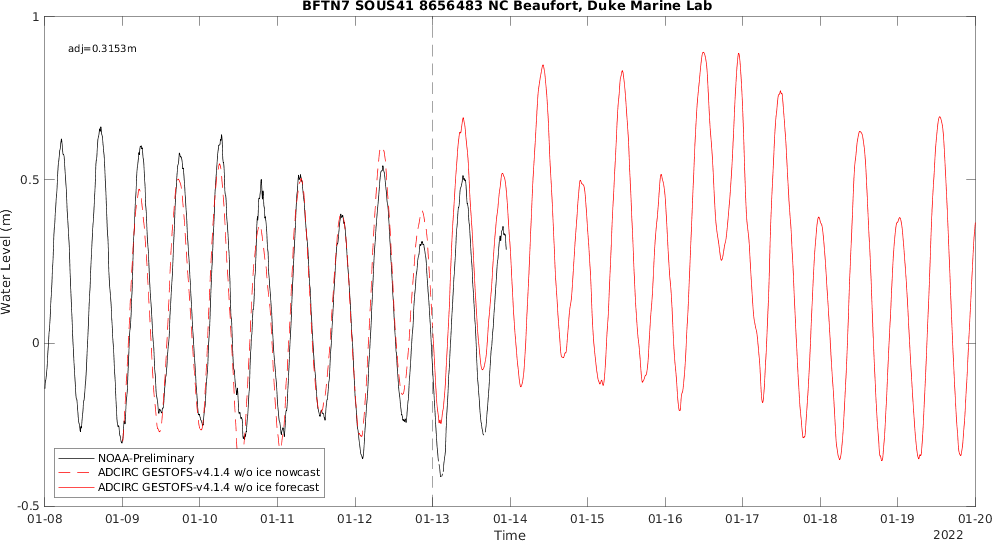 BFTN7 SOUS41 8656483 NC Beaufort, Duke Marine Lab
1
adj=0.3153m
0.5
Water Level (m)
0
NOAA-Preliminary
ADCIRC GESTOFS-v4.1.4 w/o ice nowcast
ADCIRC GESTOFS-v4.1.4 w/o ice forecast
-0.5
01-08 01-09 01-10 01-11 01-12 01-13 01-14 01-15 01-16 01-17 01-18 01-19 01-20
Time
2022